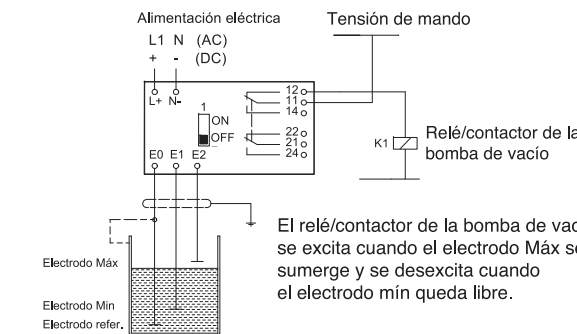 Alimentación eléctrica
Tensión de mando
L1 N (AC)
+ - (DC)
L+ N-
1
ON
OFF
12
11
14
22
21
24
E0 E1 E2
K1
Relé/contactor de la
bomba de vacío
El relé/contactor de la bomba de
se excita cuando el electrodo Máx
sumerge y se desexcita cuando
el electrodo mín queda libre.
Electrodo Máx
Electrodo Min
Electrodo refer.